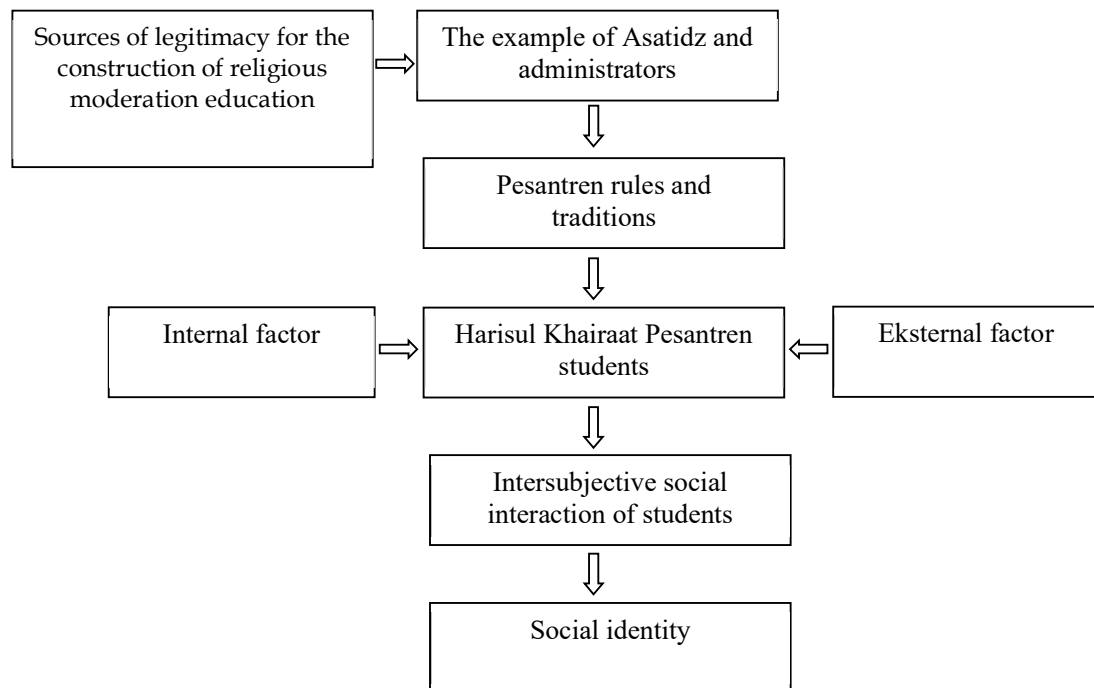 Sources of legitimacy for the
construction of religious
moderation education
The example of Asatidz and
administrators
Pesantren rules and
traditions
Internal factor
Harisul Khairaat Pesantren
students
Eksternal factor
Intersubjective social
interaction of students
Social identity